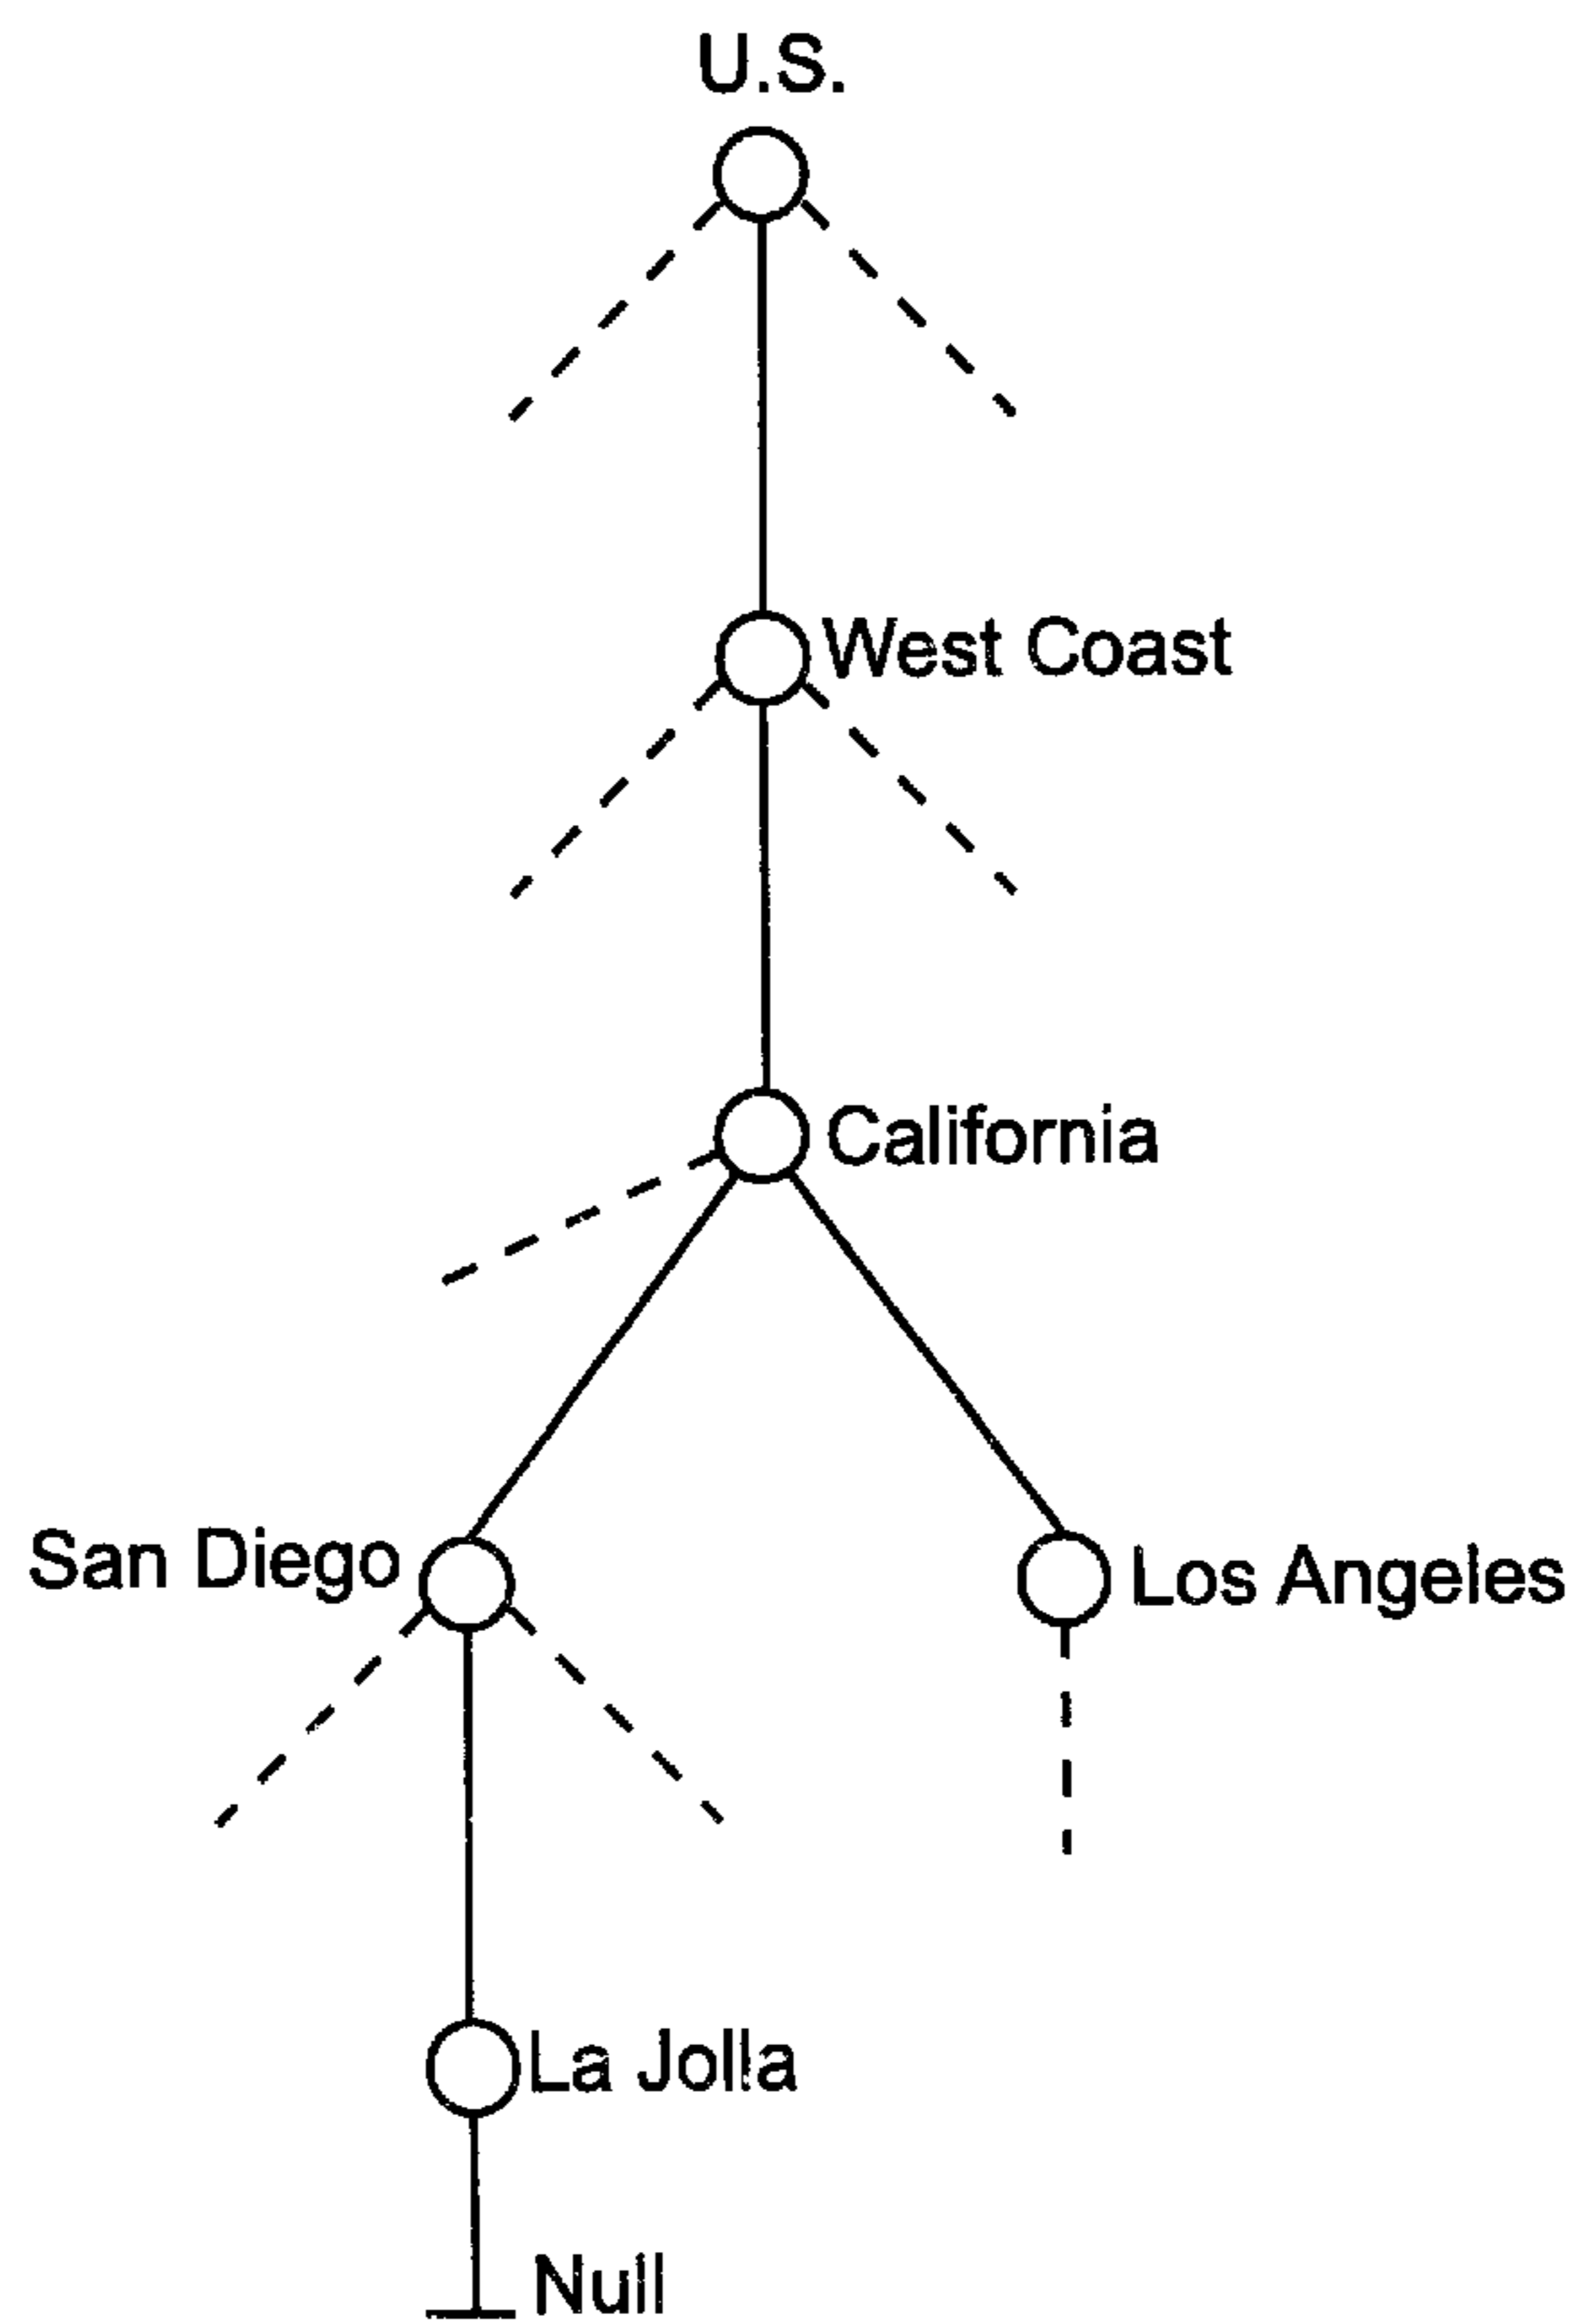 U.S.
West Coast
California
San Diego
Los Angeles
La Jolla
Null